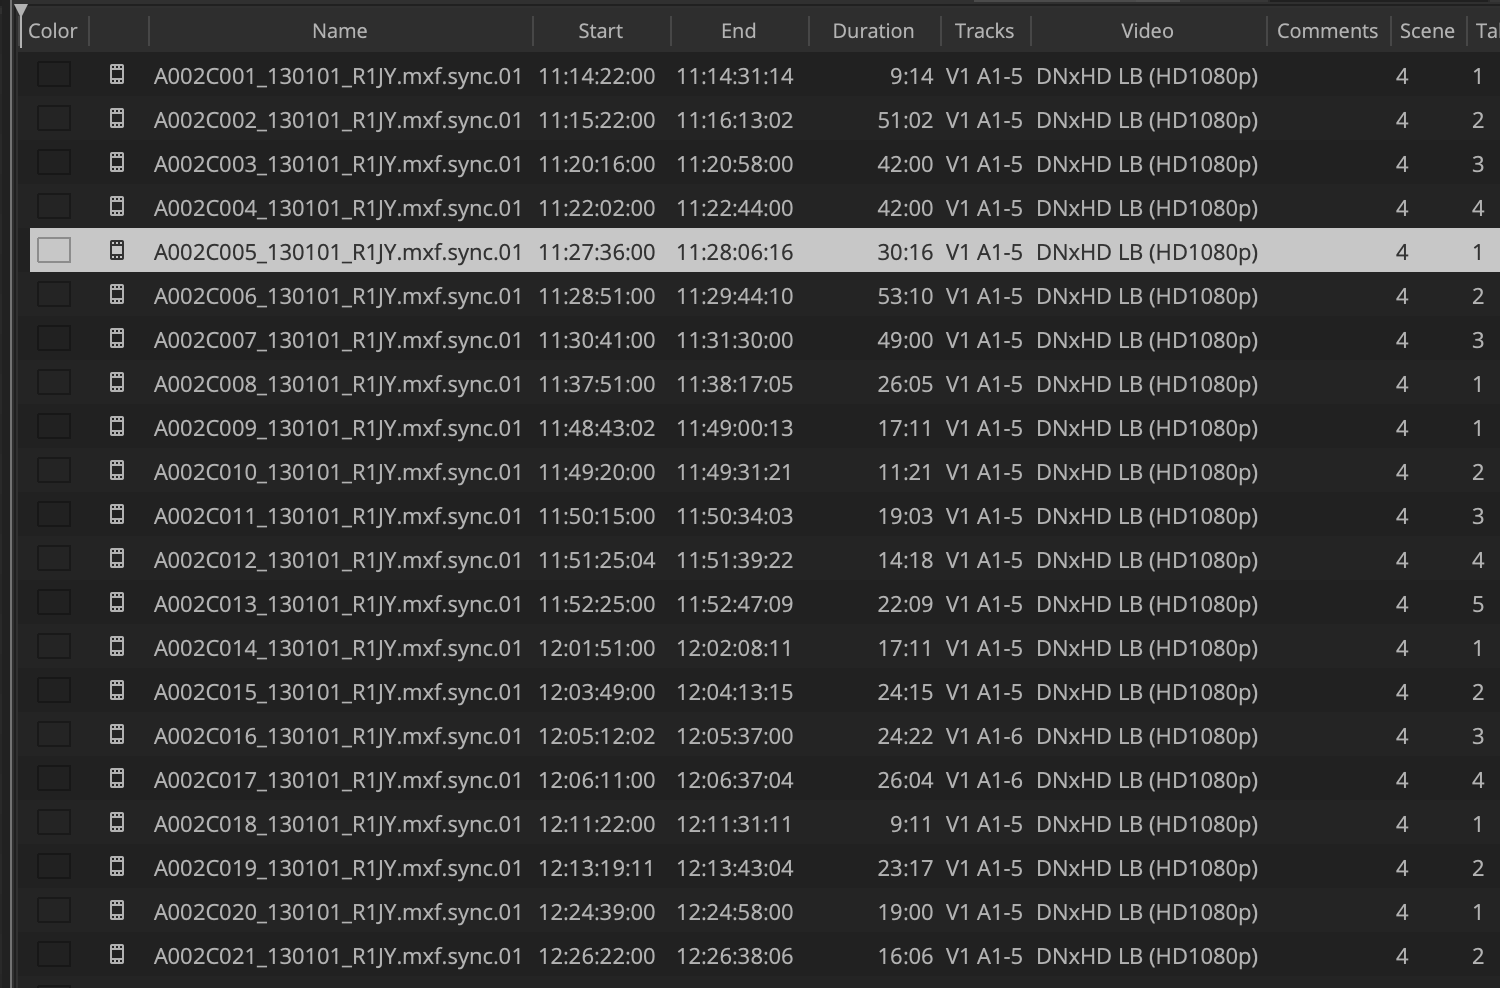 Color Name Start End Duration Tracks Video Comments Scene
A002C001_130101_R1JY.mxf.sync.01 11:14:22:00 11:14:31:14 9:14 V1 A1-5 DNxHD LB (HD1080p) 4 1
A002C002_130101_R1JY.mxf.sync.01 11:15:22:00 11:16:13:02 51:02 V1 A1-5 DNxHD LB (HD1080p) 4 2
A002C003_130101_R1JY.mxf.sync.01 11:20:16:00 11:20:58:00 42:00 V1 A1-5 DNxHD LB (HD1080p) 4 3
A002C004_130101_R1JY.mxf.sync.01 11:22:02:00 11:22:44:00 42:00 V1 A1-5 DNxHD LB (HD1080p) 4 4
A002C005_130101_R1JY.mxf.sync.01 11:27:36:00 11:28:06:16 30:16 V1 A1-5 DNxHD LB (HD1080p) 4 1
A002C006_130101_R1JY.mxf.sync.01 11:28:51:00 11:29:44:10 53:10 V1 A1-5 DNxHD LB (HD1080p) 4 2
A002C007_130101_R1JY.mxf.sync.01 11:30:41:00 11:31:30:00 49:00 V1 A1-5 DNxHD LB (HD1080p) 4 3
A002C008_130101_R1JY.mxf.sync.01 11:37:51:00 11:38:17:05 26:05 V1 A1-5 DNxHD LB (HD1080p) 4 1
A002C009_130101_R1JY.mxf.sync.01 11:48:43:02 11:49:00:13 17:11 V1 A1-5 DNxHD LB (HD1080p) 4 1
A002C010_130101_R1JY.mxf.sync.01 11:49:20:00 11:49:31:21 11:21 V1 A1-5 DNxHD LB (HD1080p) 4 2
A002C011_130101_R1JY.mxf.sync.01 11:50:15:00 11:50:34:03 19:03 V1 A1-5 DNxHD LB (HD1080p) 4 3
A002C012_130101_R1JY.mxf.sync.01 11:51:25:04 11:51:39:22 14:18 V1 A1-5 DNxHD LB (HD1080p) 4 4
A002C013_130101_R1JY.mxf.sync.01 11:52:25:00 11:52:47:09 22:09 V1 A1-5 DNxHD LB (HD1080p) 4 5
A002C014_130101_R1JY.mxf.sync.01 12:01:51:00 12:02:08:11 17:11 V1 A1-5 DNxHD LB (HD1080p) 4 1
A002C015_130101_R1JY.mxf.sync.01 12:03:49:00 12:04:13:15 24:15 V1 A1-5 DNxHD LB (HD1080p) 4 2
A002C016_130101_R1JY.mxf.sync.01 12:05:12:02 12:05:37:00 24:22 V1 A1-6 DNxHD LB (HD1080p) 4 3
A002C017_130101_R1JY.mxf.sync.01 12:06:11:00 12:06:37:04 26:04 V1 A1-6 DNxHD LB (HD1080p) 4 4
A002C018_130101_R1JY.mxf.sync.01 12:11:22:00 12:11:31:11 9:11 V1 A1-5 DNxHD LB (HD1080p) 4 1
A002C019_130101_R1JY.mxf.sync.01 12:13:19:11 12:13:43:04 23:17 V1 A1-5 DNxHD LB (HD1080p) 4 2
A002C020_130101_R1JY.mxf.sync.01 12:24:39:00 12:24:58:00 19:00 V1 A1-5 DNxHD LB (HD1080p) 4 1
A002C021_130101_R1JY.mxf.sync.01 12:26:22:00 12:26:38:06 16:06 V1 A1-5 DNxHD LB (HD1080p) 4 2